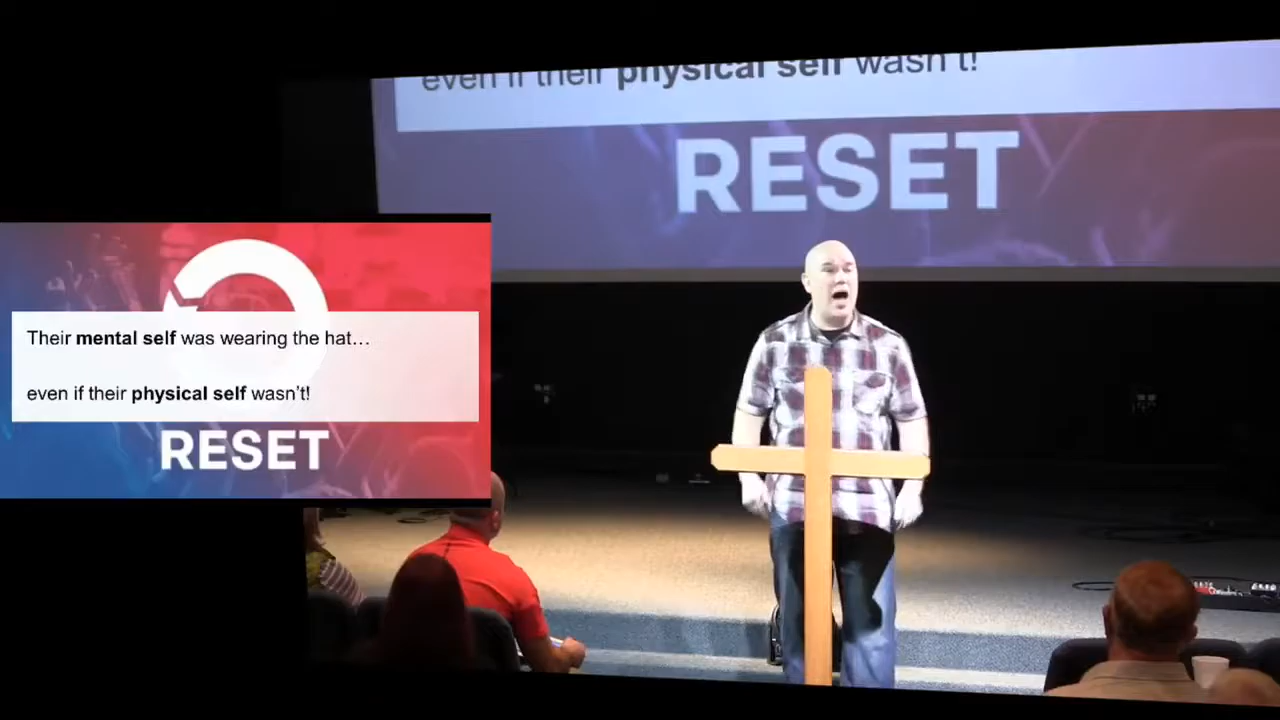 even if their physical self wasn't!
RESET
Their mental self was wearing the hat…
even if their physical self wasn't!
RESET